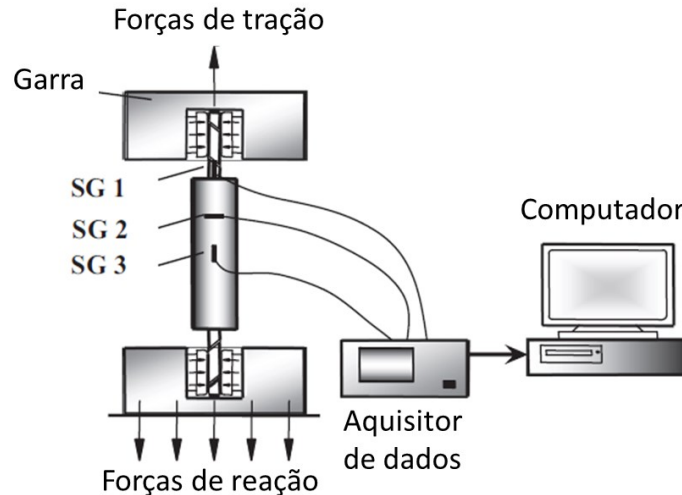 Forças de tração
Garra
SG 1
SG 2
SG 3
Computador
Aquisitor
de dados
Forças de reação